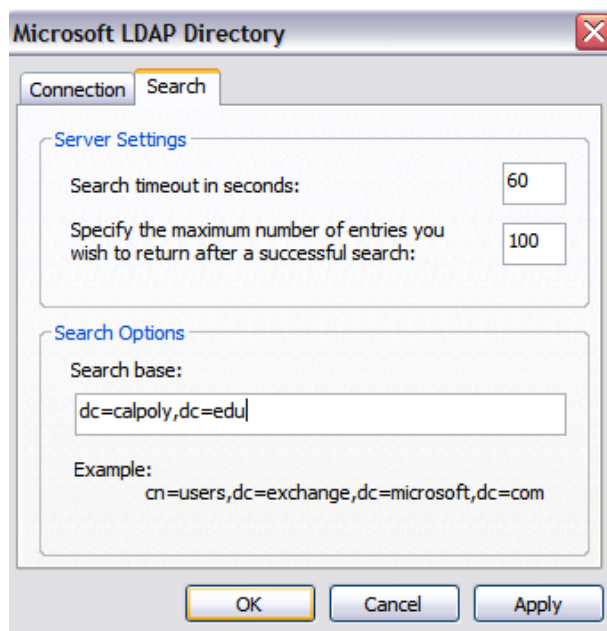 Microsoft LDAP Directory
Connection
Search
Server Settings
Search timeout in seconds:
60
Specify the maximum number of entries you
wish to return after a successful search:
100
Search Options
Search base:
dc=calpoly,dc=edu
Example:
cn=users,dc=exchange,dc=microsoft,dc=com
OK
Cancel
Apply